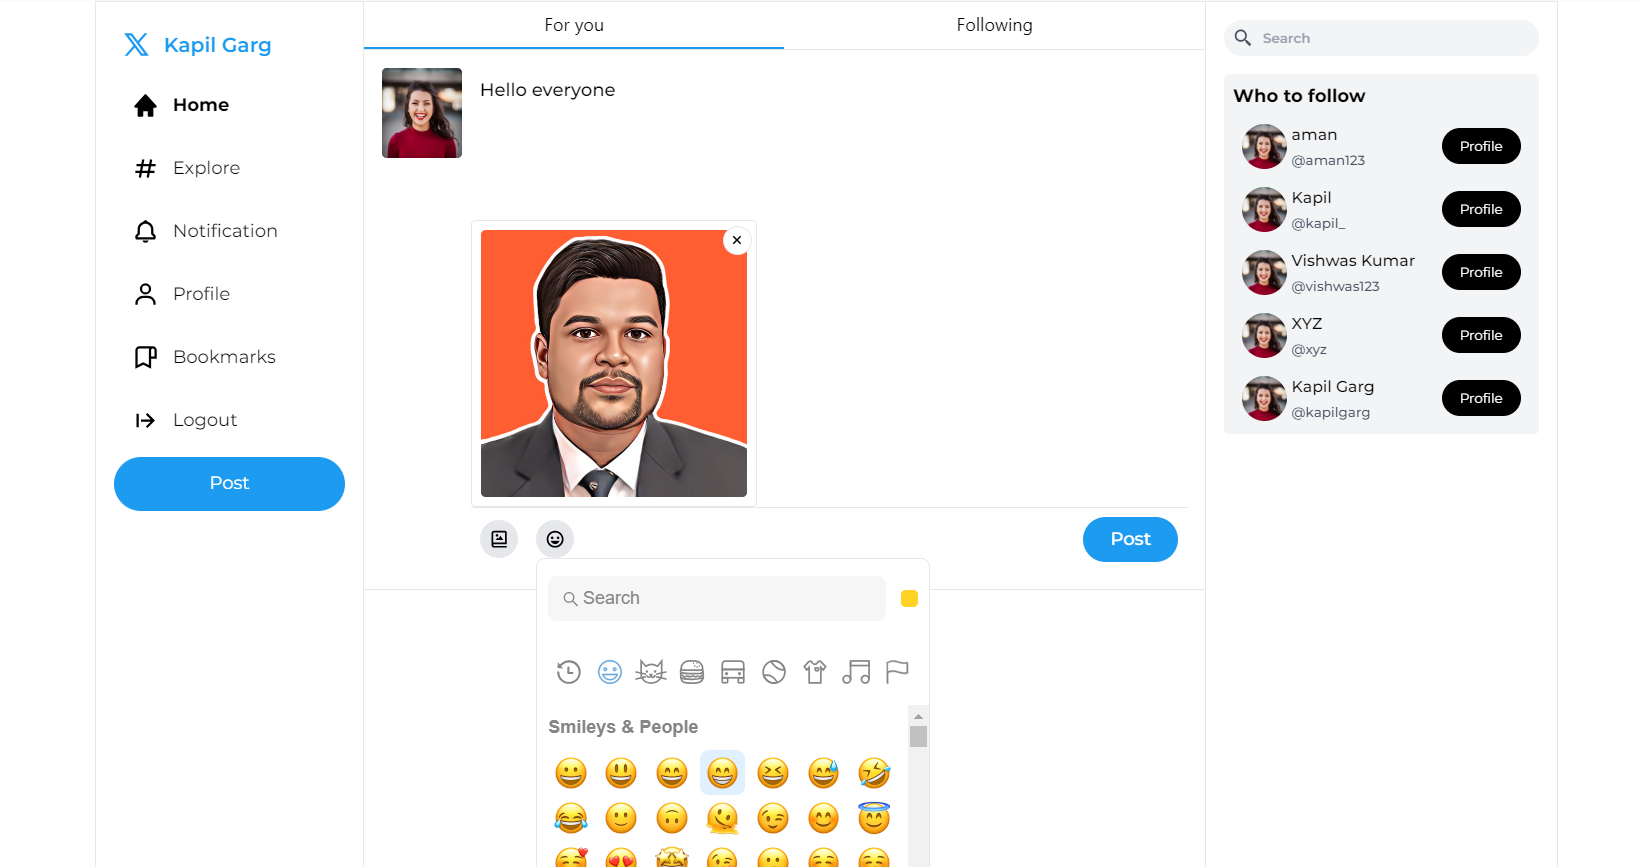 Kapil Garg
Home
Explore
Notification
Profile
Bookmarks
Logout
Post
For you
Following
Hello everyone
Post
Search
Smileys & People
Search
Who to follow
aman
@aman123
Profile
Kapil
@kapil_
Profile
Vishwas Kumar
@vishwas123
Profile
XYZ
@xyz
Profile
Kapil Garg
@kapilgarg
Profile